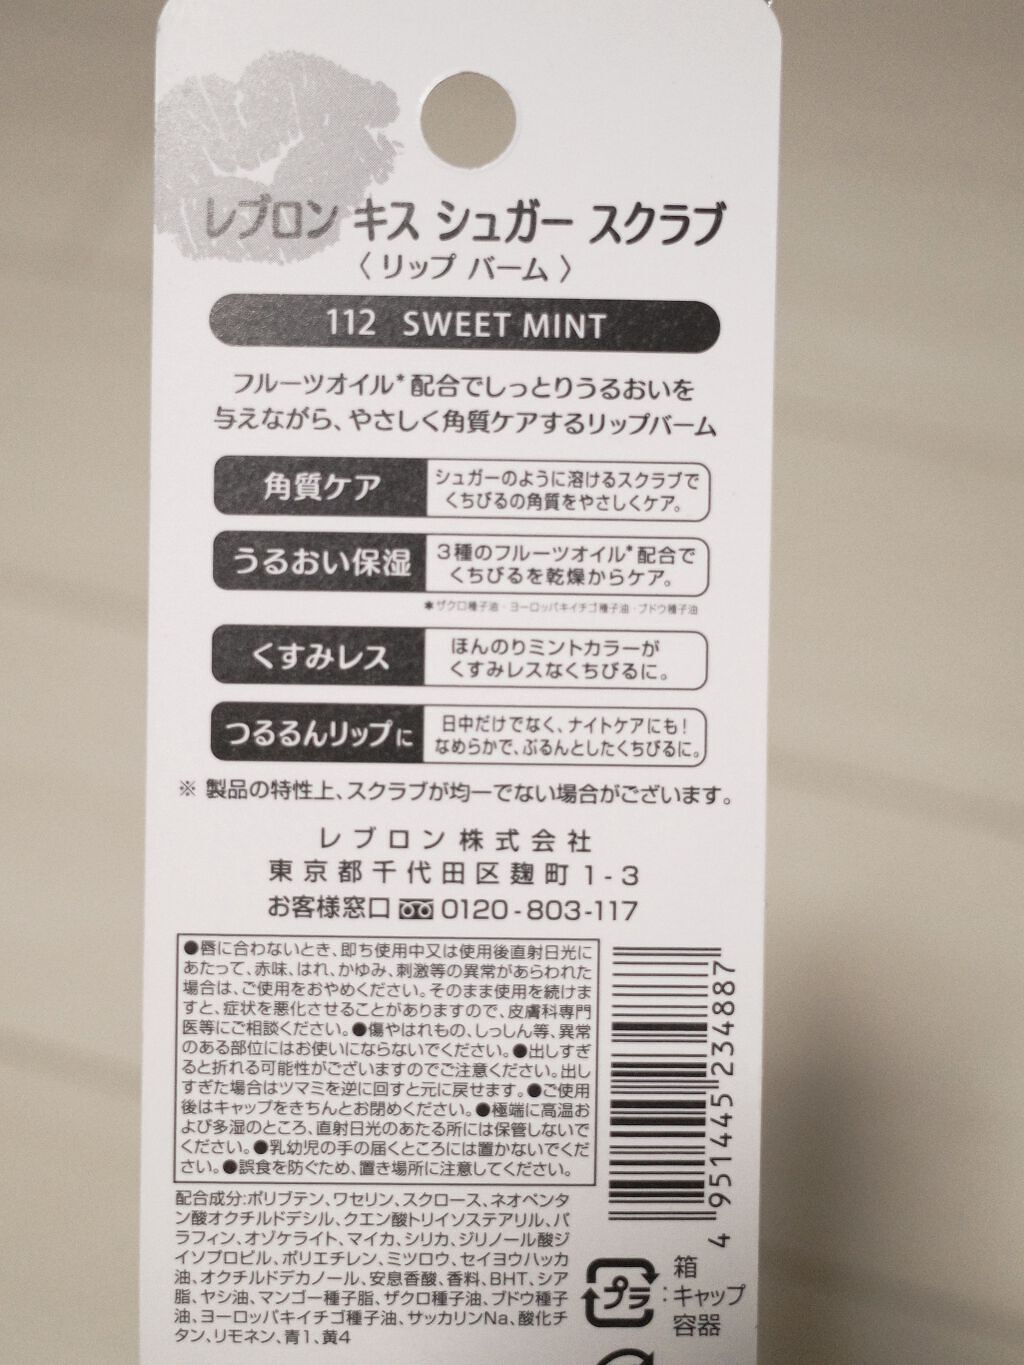 レブロン キス シュガー スクラブ
〈 リップ バーム 〉
112 SWEET MINT
フルーツオイル*配合でしっとりうるおいを
与えながら、やさしく角質ケアするリップバーム
角質ケア
シュガーのように溶けるスクラブで
くちびるの角質をやさしくケア。
うるおい保湿
3種のフルーツオイル*配合で
くちびるを乾燥からケア。
*ザクロ種子油・ヨーロッパキイチゴ種子油・ブドウ種子油
くすみレス
ほんのりミントカラーが
くすみレスなくちびるに。
つるるんリップに
日中だけでなく、ナイトケアにも!
なめらかで、ぷるんとしたくちびるに。
※ 製品の特性上、スクラブが均一でない場合がございます。
レブロン株式会社
東京都千代田区麹町1-3
お客様窓口 0120-803-117
●唇に合わないとき、即ち使用中又は使用後直射日光に
あたって、赤味、はれ、かゆみ、刺激等の異常があらわれた
場合は、ご使用をおやめください。そのまま使用を続けま
すと、症状を悪化させることがありますので、皮膚科専門
医等にご相談ください。●傷やはれもの、しっしん等、異常
のある部位にはお使いにならないでください。●出しすぎ
ると折れる可能性がございますのでご注意ください。出し
すぎた場合はツマミを逆に回すと元に戻せます。●ご使用
後はキャップをきちんとお閉めください。●極端に高温お
よび多湿のところ、直射日光のあたる所には保管しないで
ください。●乳幼児の手の届くところには置かないでくだ
さい。●誤食を防ぐため、置き場所に注意してください。
4 951445 234887
配合成分:ポリブテン、ワセリン、スクロース、ネオペンタ
ン酸オクチルドデシル、クエン酸トリイソステアリル、パ
ラフィン、オゾケライト、マイカ、シリカ、ジリノール酸ジ
イソプロピル、ポリエチレン、ミツロウ、セイヨウハッカ
油、オクチルドデカノール、安息香酸、香料、BHT、シア
脂、ヤシ油、マンゴー種子脂、ザクロ種子油、ブドウ種子
油、ヨーロッパキイチゴ種子油、サッカリンNa、酸化チ
タン、リモネン、青1、黄4
プラ
箱
:キャップ
容器